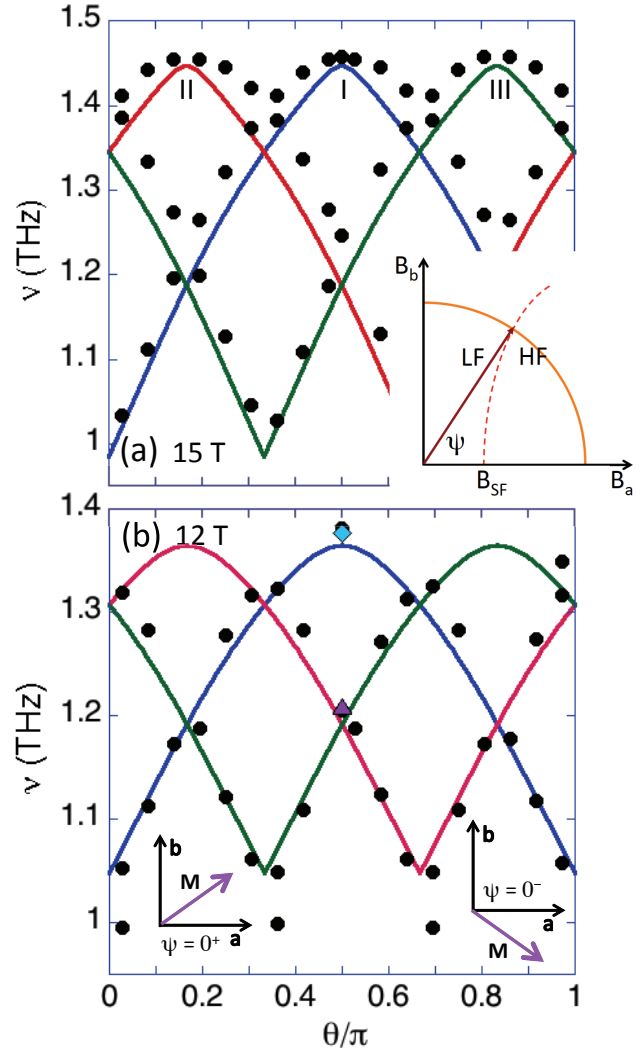 1.5
1.4
1.3
1.2
1.1
1
ν (THz)
II
I
III
(a) 15 T
B_b
LF
HF
ψ
B_SF
B_a
1.4
1.3
1.2
1.1
1
ν (THz)
(b) 12 T
b
M
ψ = 0⁺
a
b
ψ = 0⁻
a
M
0
0.2
0.4
0.6
0.8
1
θ/π